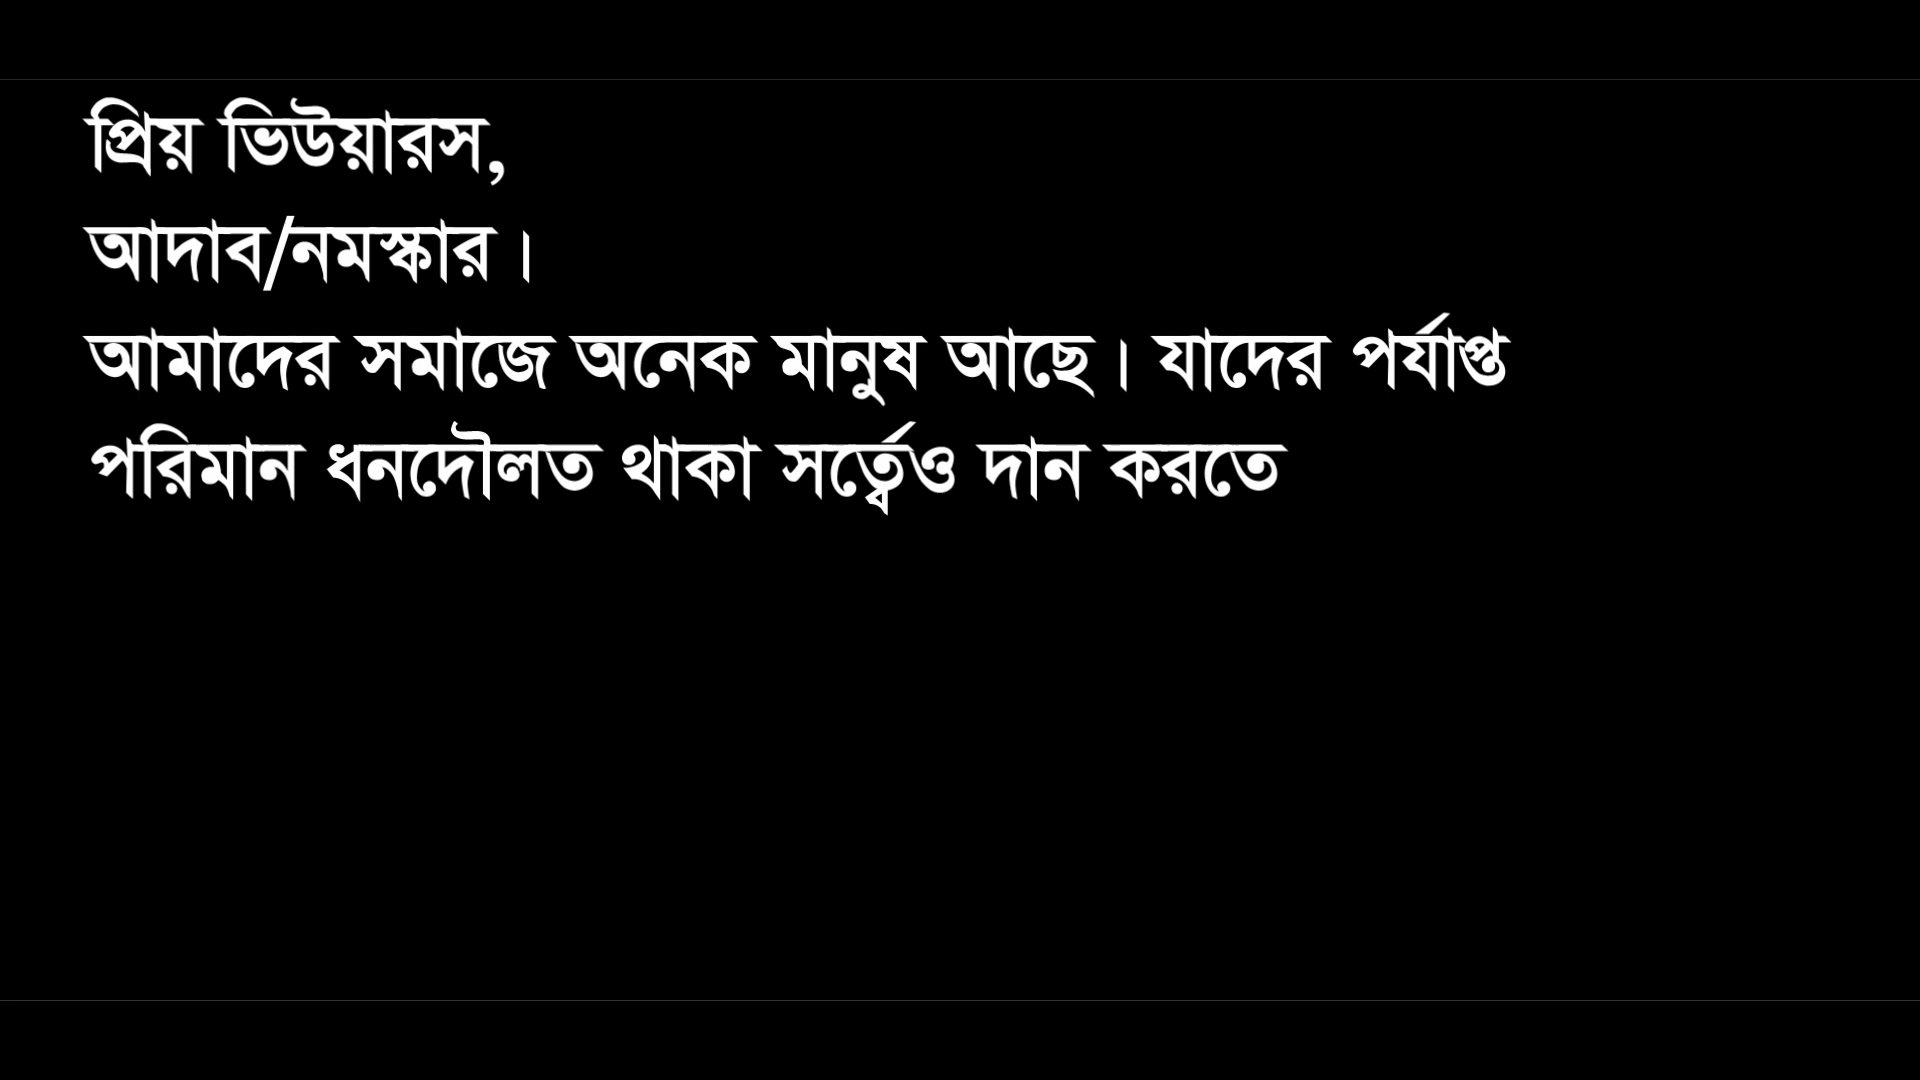 প্রিয় ভিউয়ারস,
আদাব/নমস্কার।
আমাদের সমাজে অনেক মানুষ আছে। যাদের পর্যাপ্ত
পরিমান ধনদৌলত থাকা সর্ত্বেও দান করতে